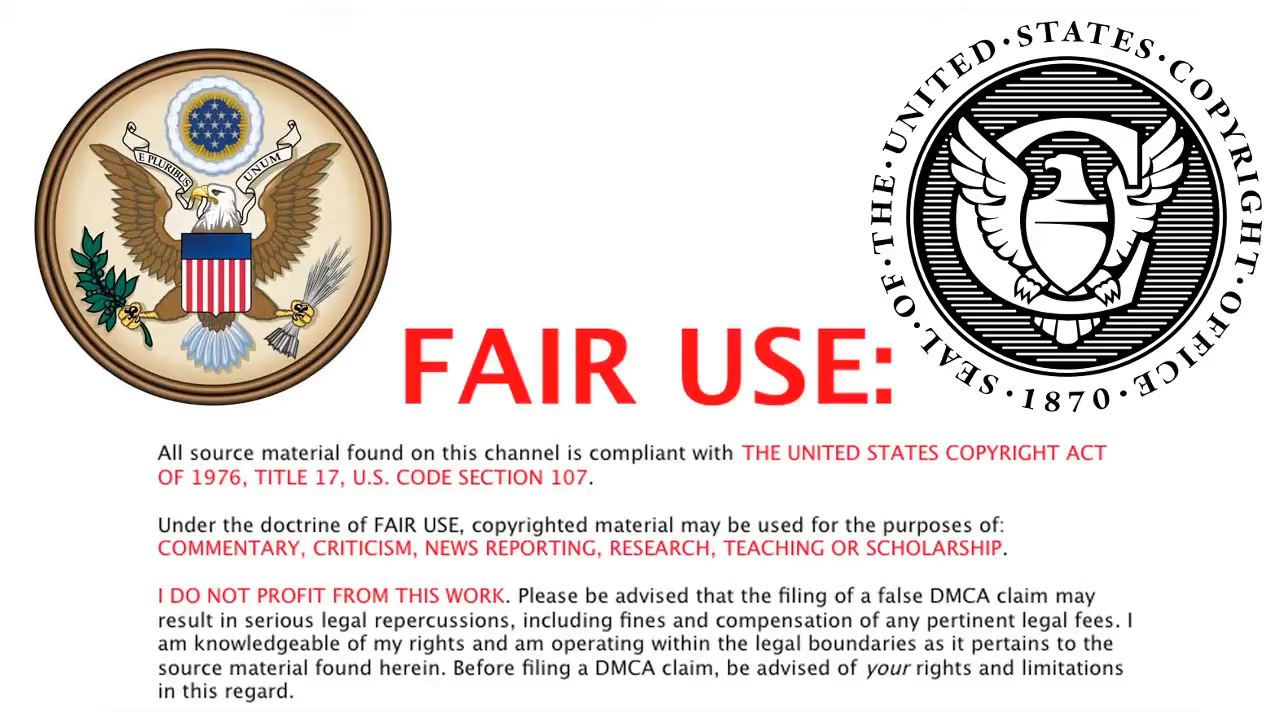 E PLURIBUS UNUM
THE·UNITED·STATES·COPYRIGHT·OFFICE·
SEAL·OF·
·1870·
FAIR USE:
All source material found on this channel is compliant with THE UNITED STATES COPYRIGHT ACT
OF 1976, TITLE 17, U.S. CODE SECTION 107.
Under the doctrine of FAIR USE, copyrighted material may be used for the purposes of:
COMMENTARY, CRITICISM, NEWS REPORTING, RESEARCH, TEACHING OR SCHOLARSHIP.
I DO NOT PROFIT FROM THIS WORK. Please be advised that the filing of a false DMCA claim may
result in serious legal repercussions, including fines and compensation of any pertinent legal fees. I
am knowledgeable of my rights and am operating within the legal boundaries as it pertains to the
source material found herein. Before filing a DMCA claim, be advised of your rights and limitations
in this regard.